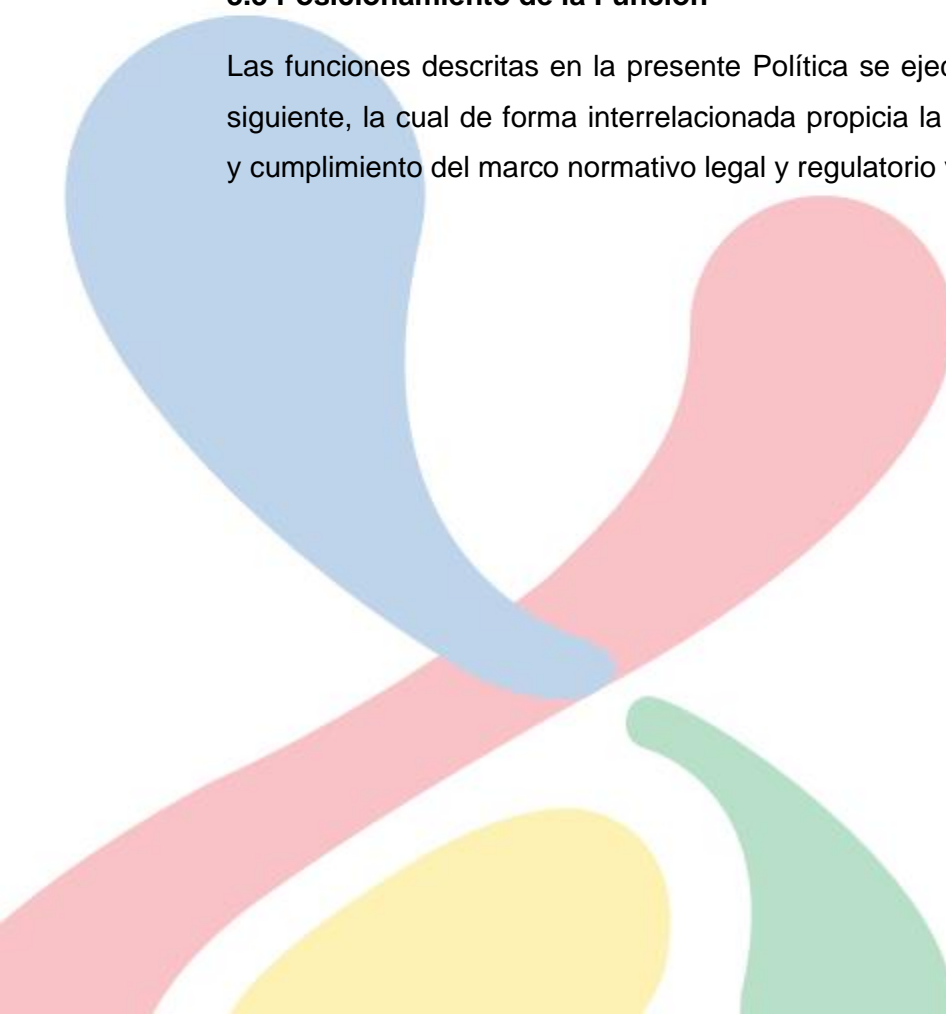 Posicionamiento de la Función
Las funciones descritas en la presente Política se
siguiente, la cual de forma interrelacionada propicia la
y cumplimiento del marco normativo legal y regulatorio